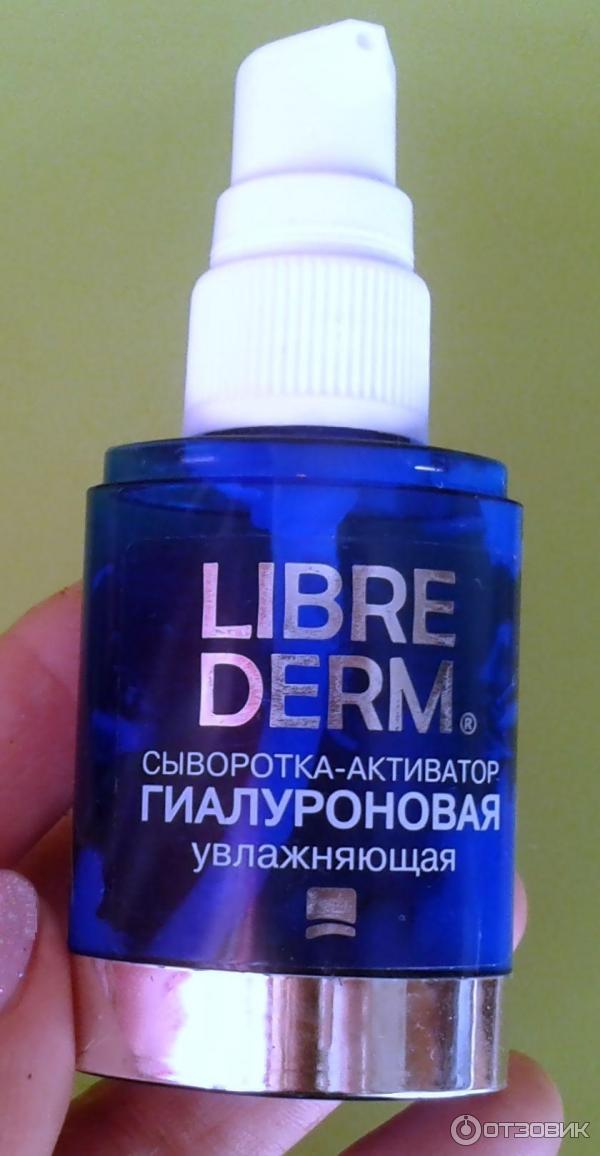 LIBRE
DERM®
СЫВОРОТКА-АКТИВАТОР
ГИАЛУРОНОВАЯ
увлажняющая
ОТЗОВИК